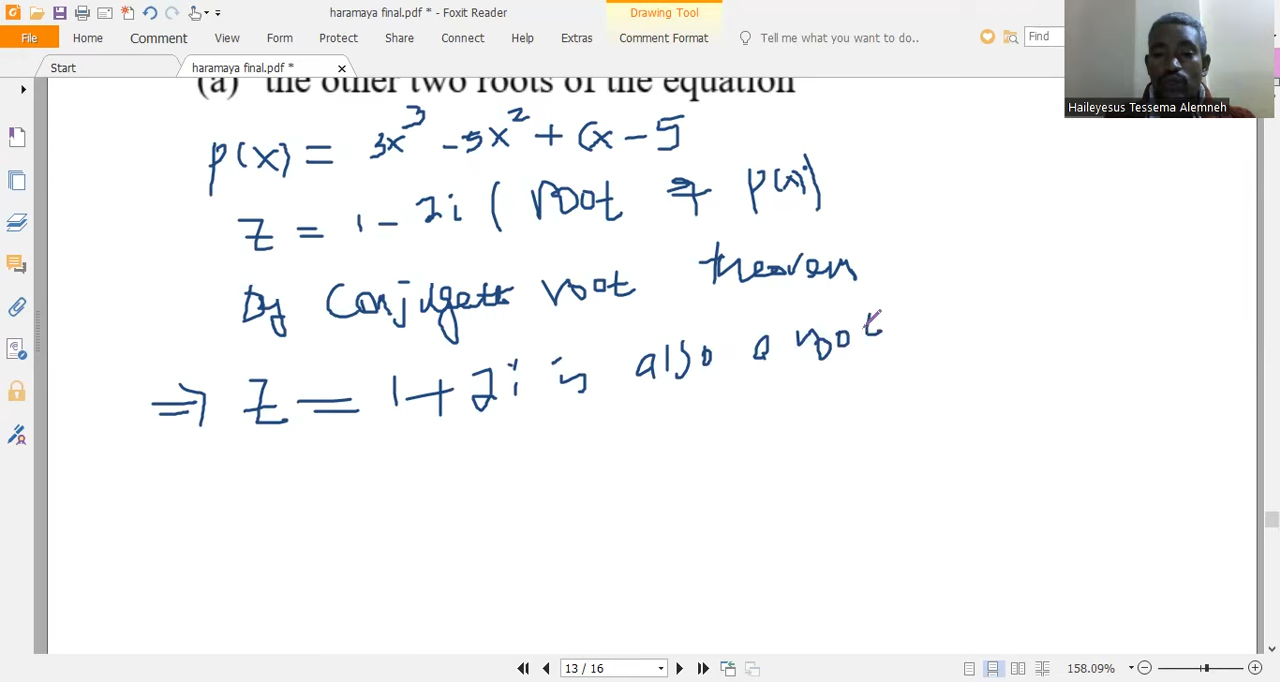 haramaya final.pdf * - Foxit Reader
Drawing Tool
File Home Comment View Form Protect Share Connect Help Extras Comment Format Tell me what you want to do.. Find
Start haramaya final.pdf *
Haileyesus Tessema Alemneh
(a) the other two roots of the equation
p(x) = 3x³ - 5x² + cx - 5
z = 1 - 2i ( root of p(x)
by conjugett root theorem
⇒ z = 1 + 2i is also a root
13 / 16
158.09%